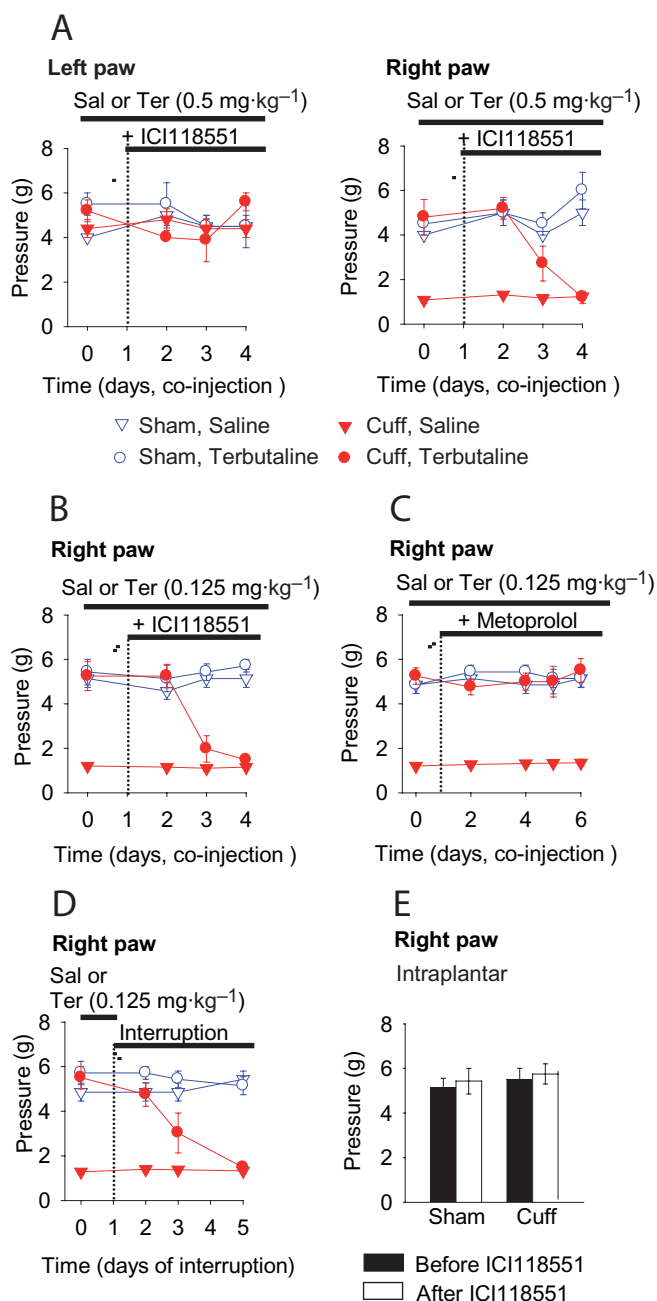 A
Left paw
Sal or Ter (0.5 mg·kg–1)
+ ICI118551
8
6
4
2
0
Pressure (g)
0 1 2 3 4
Time (days, co-injection )
Right paw
Sal or Ter (0.5 mg·kg–1)
+ ICI118551
8
6
4
2
0
Pressure (g)
0 1 2 3 4
Time (days, co-injection )
Sham, Saline
Cuff, Saline
Sham, Terbutaline
Cuff, Terbutaline
B
Right paw
Sal or Ter (0.125 mg·kg–1)
+ ICI118551
8
6
4
2
0
Pressure (g)
0 1 2 3 4
Time (days, co-injection )
C
Right paw
Sal or Ter (0.125 mg·kg–1)
+ Metoprolol
8
6
4
2
0
Pressure (g)
0 2 4 6
Time (days, co-injection )
D
Right paw
Sal or
Ter (0.125 mg·kg–1)
Interruption
8
6
4
2
0
Pressure (g)
0 1 2 3 4 5
Time (days of interruption)
E
Right paw
Intraplantar
8
6
4
2
0
Pressure (g)
Sham Cuff
Before ICI118551
After ICI118551